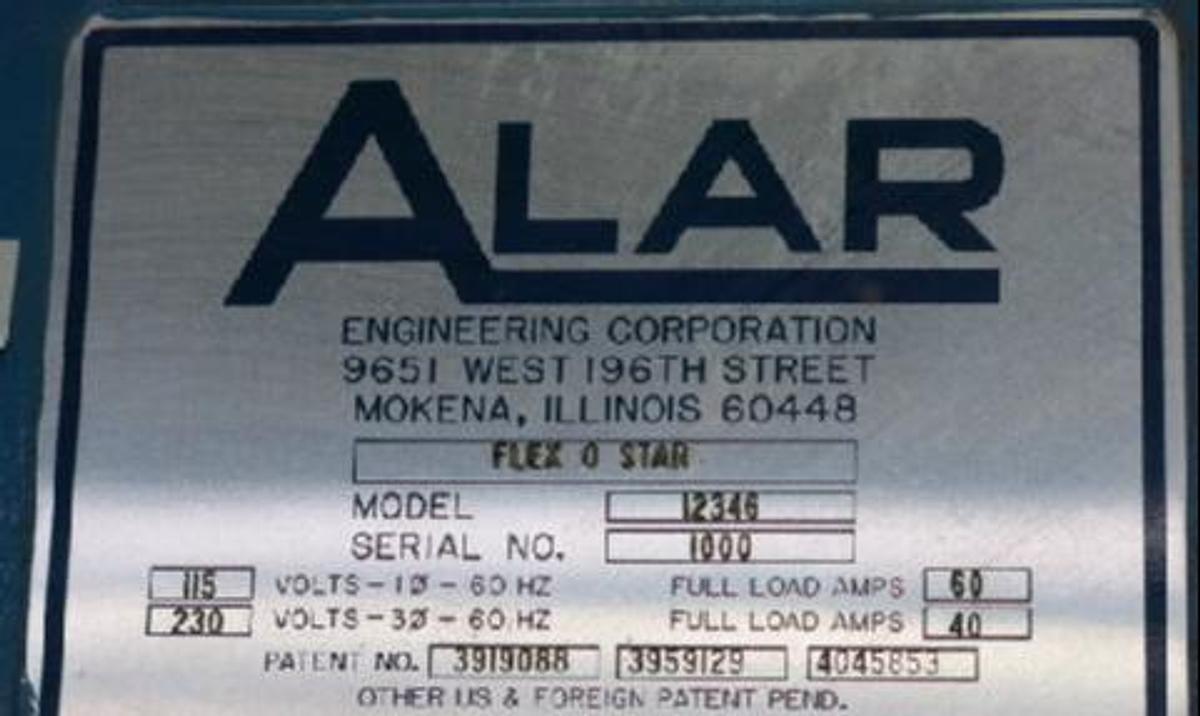 ALAR
ENGINEERING CORPORATION
9651 WEST 196TH STREET
MOKENA, ILLINOIS 60448
FLEX O STAR
MODEL 12346
SERIAL NO. 1000
115 VOLTS-1Ø-60 HZ FULL LOAD AMPS 60
230 VOLTS-3Ø-60 HZ FULL LOAD AMPS 40
PATENT NO. 3919088 3959129 4045853
OTHER US & FOREIGN PATENT PEND.